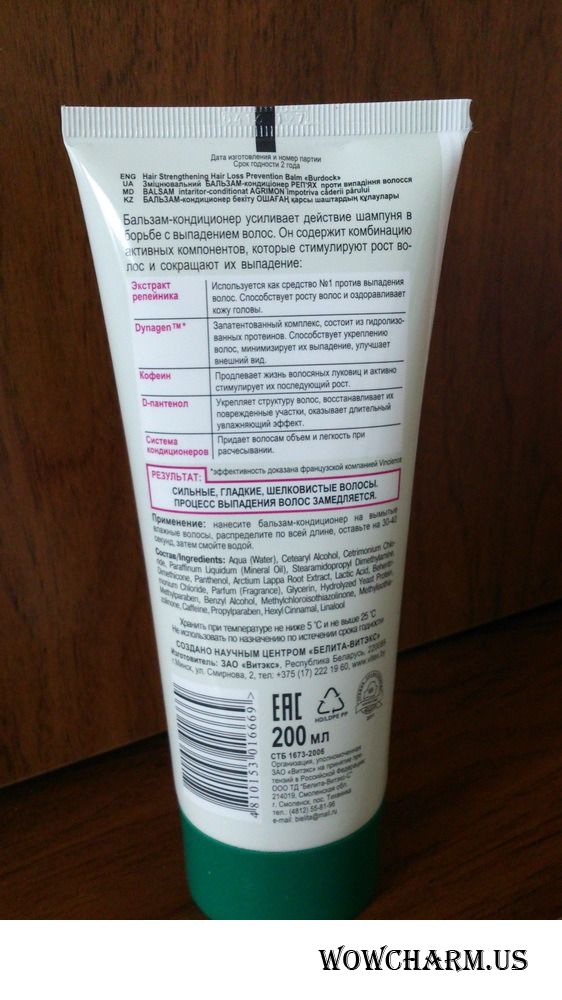 Дата изготовления и номер партии
Срок годности 2 года
ENG Hair Strengthening Hair Loss Prevention Balm «Burdock»
UA Зміцнювальний БАЛЬЗАМ-кондиціонер РЕП'ЯХ проти випадіння волосся
MD BALSAM intaritor-conditionat AGRIMON impotriva căderii părului
KZ БАЛЬЗАМ-кондиционер бекіту ОШАҒАН қарсы шаштардың құлаулары
Бальзам-кондиционер усиливает действие шампуня в
борьбе с выпадением волос. Он содержит комбинацию
активных компонентов, которые стимулируют рост во-
лос и сокращают их выпадение:
Экстракт репейника
Используется как средство №1 против выпадения
волос. Способствует росту волос и оздоравливает
кожу головы.
Dynagen™*
Запатентованный комплекс, состоит из гидролизо-
ванных протеинов. Способствует укреплению
волос, минимизирует их выпадение, улучшает
внешний вид.
Кофеин
Продлевает жизнь волосяных луковиц и активно
стимулирует их последующий рост.
D-пантенол
Укрепляет структуру волос, восстанавливает их
поврежденные участки, оказывает длительный
увлажняющий эффект.
Система кондиционеров
Придает волосам объем и легкость при
расчесывании.
*эффективность доказана французской компанией Vincience
РЕЗУЛЬТАТ:
СИЛЬНЫЕ, ГЛАДКИЕ, ШЕЛКОВИСТЫЕ ВОЛОСЫ.
ПРОЦЕСС ВЫПАДЕНИЯ ВОЛОС ЗАМЕДЛЯЕТСЯ.
Применение: нанесите бальзам-кондиционер на вымытые
влажные волосы, распределите по всей длине, оставьте на 30-40
секунд, затем смойте водой.
Состав/Ingredients: Aqua (Water), Cetearyl Alcohol, Cetrimonium Chlo-
ride, Paraffinum Liquidum (Mineral Oil), Stearamidopropyl Dimethylamine,
Dimethicone, Panthenol, Arctium Lappa Root Extract, Lactic Acid, Behentri-
monium Chloride, Parfum (Fragrance), Glycerin, Hydrolyzed Yeast Protein,
Methylparaben, Benzyl Alcohol, Methylchloroisothiazolinone, Methylisothia-
zolinone, Caffeine, Propylparaben, Hexyl Cinnamal, Linalool
Хранить при температуре не ниже 5 °C и не выше 25 °C
Не использовать по назначению по истечении срока годности
СОЗДАНО НАУЧНЫМ ЦЕНТРОМ «БЕЛИТА-ВИТЭКС»
Изготовитель: ЗАО «Витэкс», Республика Беларусь, 220089
г.Минск, ул. Смирнова, 2, тел: +375 (17) 222 19 60, www.vitex.by
4 810153 016669 >
EAC
HD/LDPE PP
200 мл
СТБ 1673-2006
Организация, уполномоченная
ЗАО «Витэкс» на принятие пре-
тензий в Российской Федерации:
ООО ТД "Белита-Витэкс-С"
214019, Смоленская обл.
г. Смоленск, пос. Тихвинка
тел. (4812) 55-81-96
e-mail: bielita@mail.ru
WOWCHARM.US